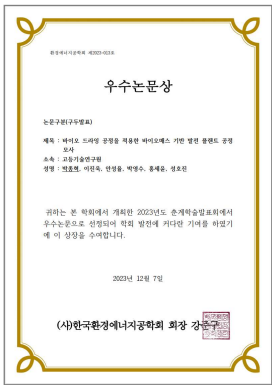 환경에너지공학회 제2023-013호
우수논문상
논문구분(구두발표)
제목 : 바이오 드라잉 공정을 적용한 바이오매스 기반 발전 플랜트 공정
모사
소속 : 고등기술연구원
성명 : 박종혁, 이진욱, 안성율, 박영수, 홍세윤, 정호진
귀하는 본 학회에서 개최한 2023년도 춘계학술발표회에서
우수논문으로 선정되어 학회 발전에 커다란 기여를 하였기
에 이 상장을 수여합니다.
2023년 12월 7일
(사)한국환경에너지공학회 회장 강준구